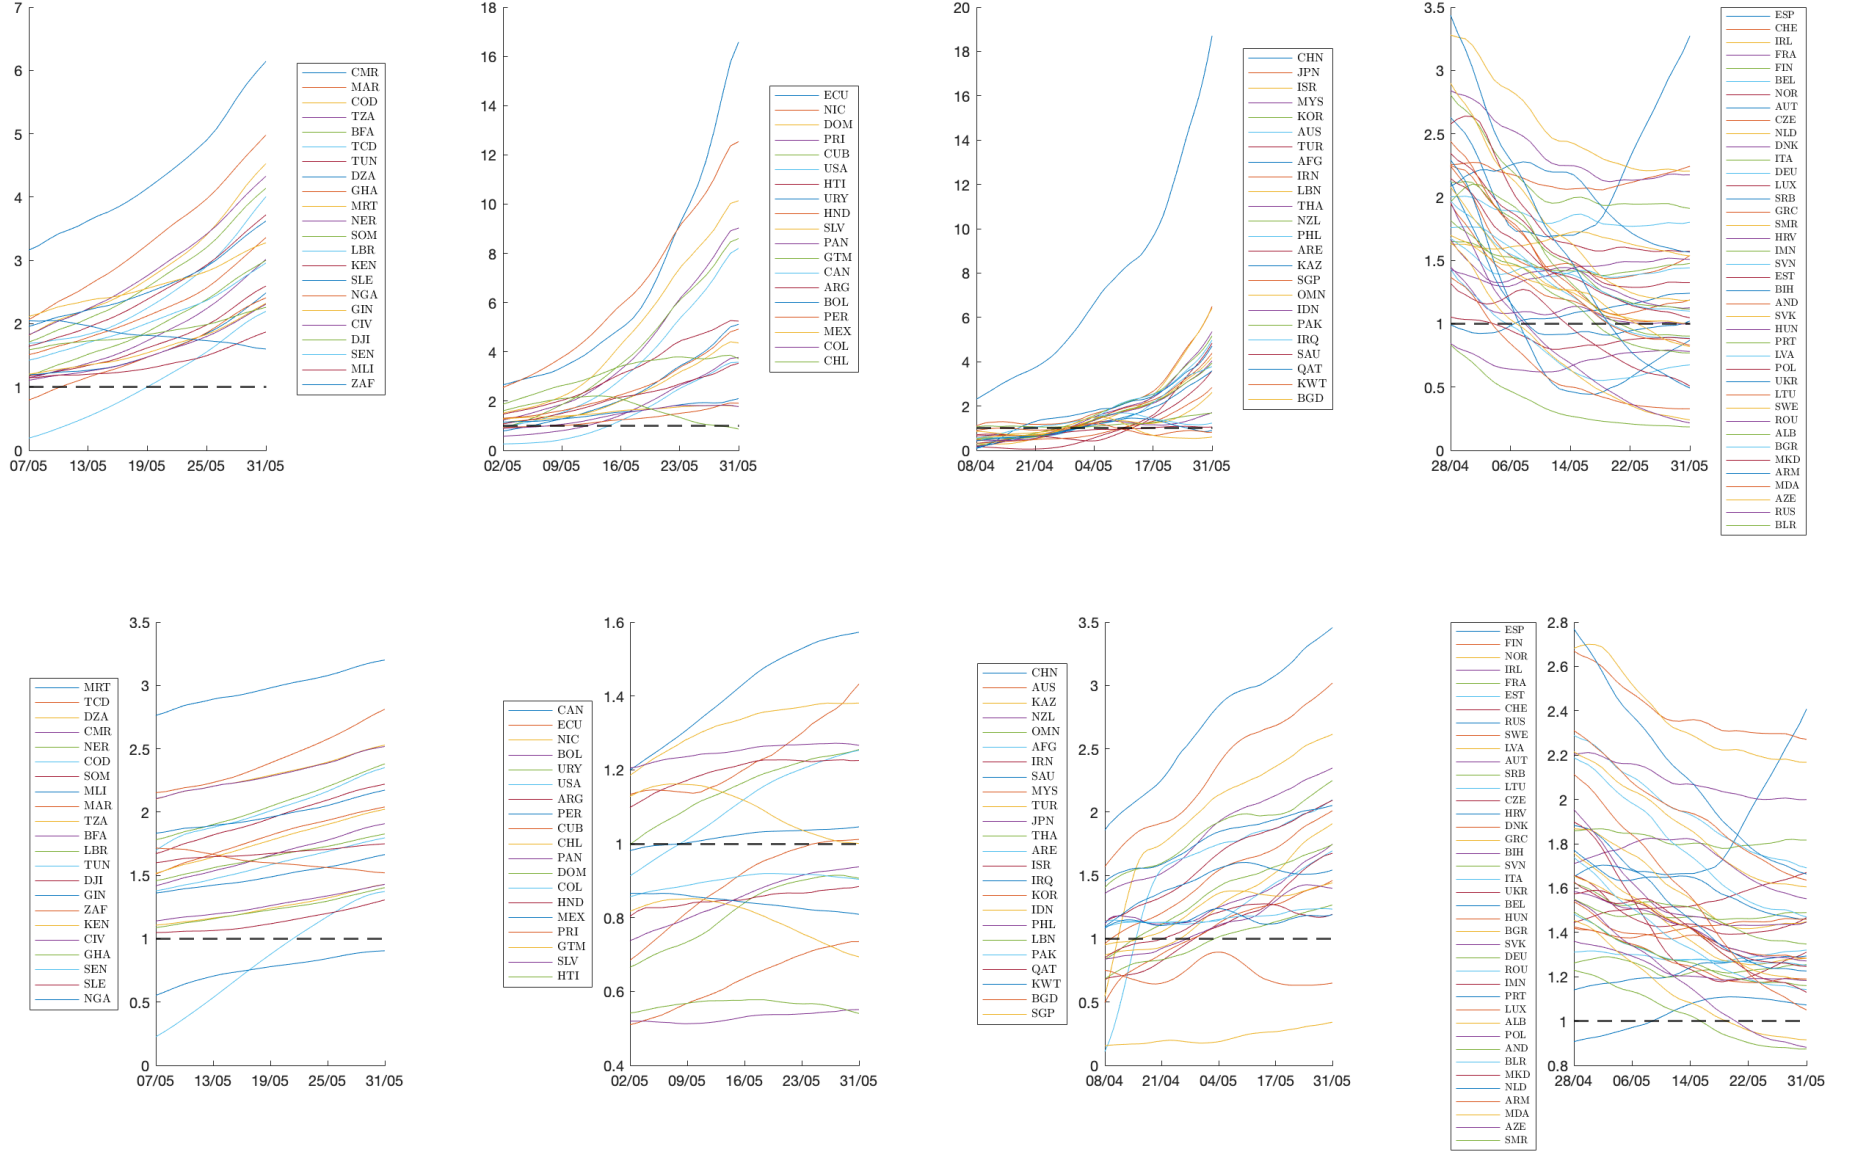 7
6
5
4
3
2
1
0
07/05 13/05 19/05 25/05 31/05
CMR
MAR
COD
TZA
BFA
TCD
TUN
DZA
GHA
MRT
NER
SOM
LBR
KEN
SLE
NGA
GIN
CIV
DJI
SEN
MLI
ZAF
18
16
14
12
10
8
6
4
2
0
02/05 09/05 16/05 23/05 31/05
ECU
NIC
DOM
PRI
CUB
USA
HTI
URY
HND
SLV
PAN
GTM
CAN
ARG
BOL
PER
MEX
COL
CHL
20
18
16
14
12
10
8
6
4
2
0
08/04 21/04 04/05 17/05 31/05
CHN
JPN
ISR
MYS
KOR
AUS
TUR
AFG
IRN
LBN
THA
NZL
PHL
ARE
KAZ
SGP
OMN
IDN
PAK
IRQ
SAU
QAT
KWT
BGD
3.5
3
2.5
2
1.5
1
0.5
0
28/04 06/05 14/05 22/05 31/05
ESP
CHE
IRL
FRA
FIN
BEL
NOR
AUT
CZE
NLD
DNK
ITA
DEU
LUX
SRB
GRC
SMR
HRV
IMN
SVN
EST
BIH
AND
SVK
HUN
PRT
LVA
POL
UKR
LTU
SWE
ROU
ALB
BGR
MKD
ARM
MDA
AZE
RUS
BLR
MRT
TCD
DZA
CMR
NER
COD
SOM
MLI
MAR
TZA
BFA
LBR
TUN
DJI
GIN
ZAF
KEN
CIV
GHA
SEN
SLE
NGA
3.5
3
2.5
2
1.5
1
0.5
0
07/05 13/05 19/05 25/05 31/05
CAN
ECU
NIC
BOL
URY
USA
ARG
PER
CUB
CHL
PAN
DOM
COL
HND
MEX
PRI
GTM
SLV
HTI
1.6
1.4
1.2
1
0.8
0.6
0.4
02/05 09/05 16/05 23/05 31/05
CHN
AUS
KAZ
NZL
OMN
AFG
IRN
SAU
MYS
TUR
JPN
THA
ARE
ISR
IRQ
KOR
IDN
PHL
LBN
PAK
QAT
KWT
BGD
SGP
3.5
3
2.5
2
1.5
1
0.5
0
08/04 21/04 04/05 17/05 31/05
ESP
FIN
NOR
IRL
FRA
EST
CHE
RUS
SWE
LVA
AUT
SRB
LTU
CZE
HRV
DNK
GRC
BIH
SVN
ITA
UKR
BEL
HUN
BGR
SVK
DEU
ROU
IMN
PRT
LUX
ALB
POL
AND
BLR
MKD
NLD
ARM
MDA
AZE
SMR
2.8
2.6
2.4
2.2
2
1.8
1.6
1.4
1.2
1
0.8
28/04 06/05 14/05 22/05 31/05